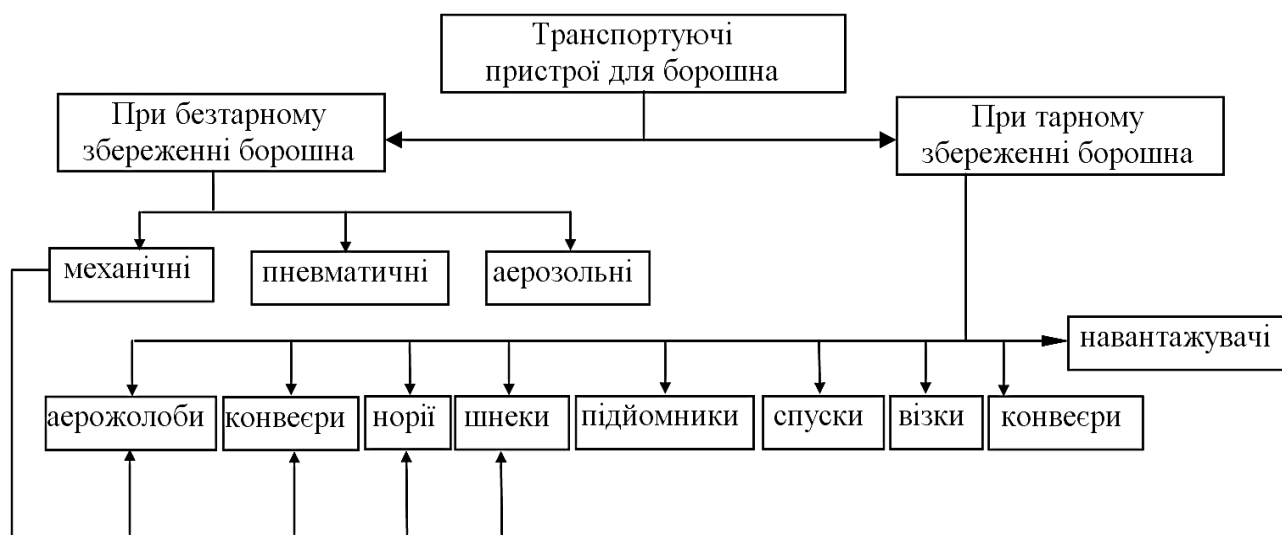 Транспортуючі
пристрої для борошна
При безтарному
збереженні борошна
При тарному
збереженні борошна
механічні
пневматичні
аерозольні
навантажувачі
аерожолоби
конвеєри
норії
шнеки
підйомники
спуски
візки
конвеєри